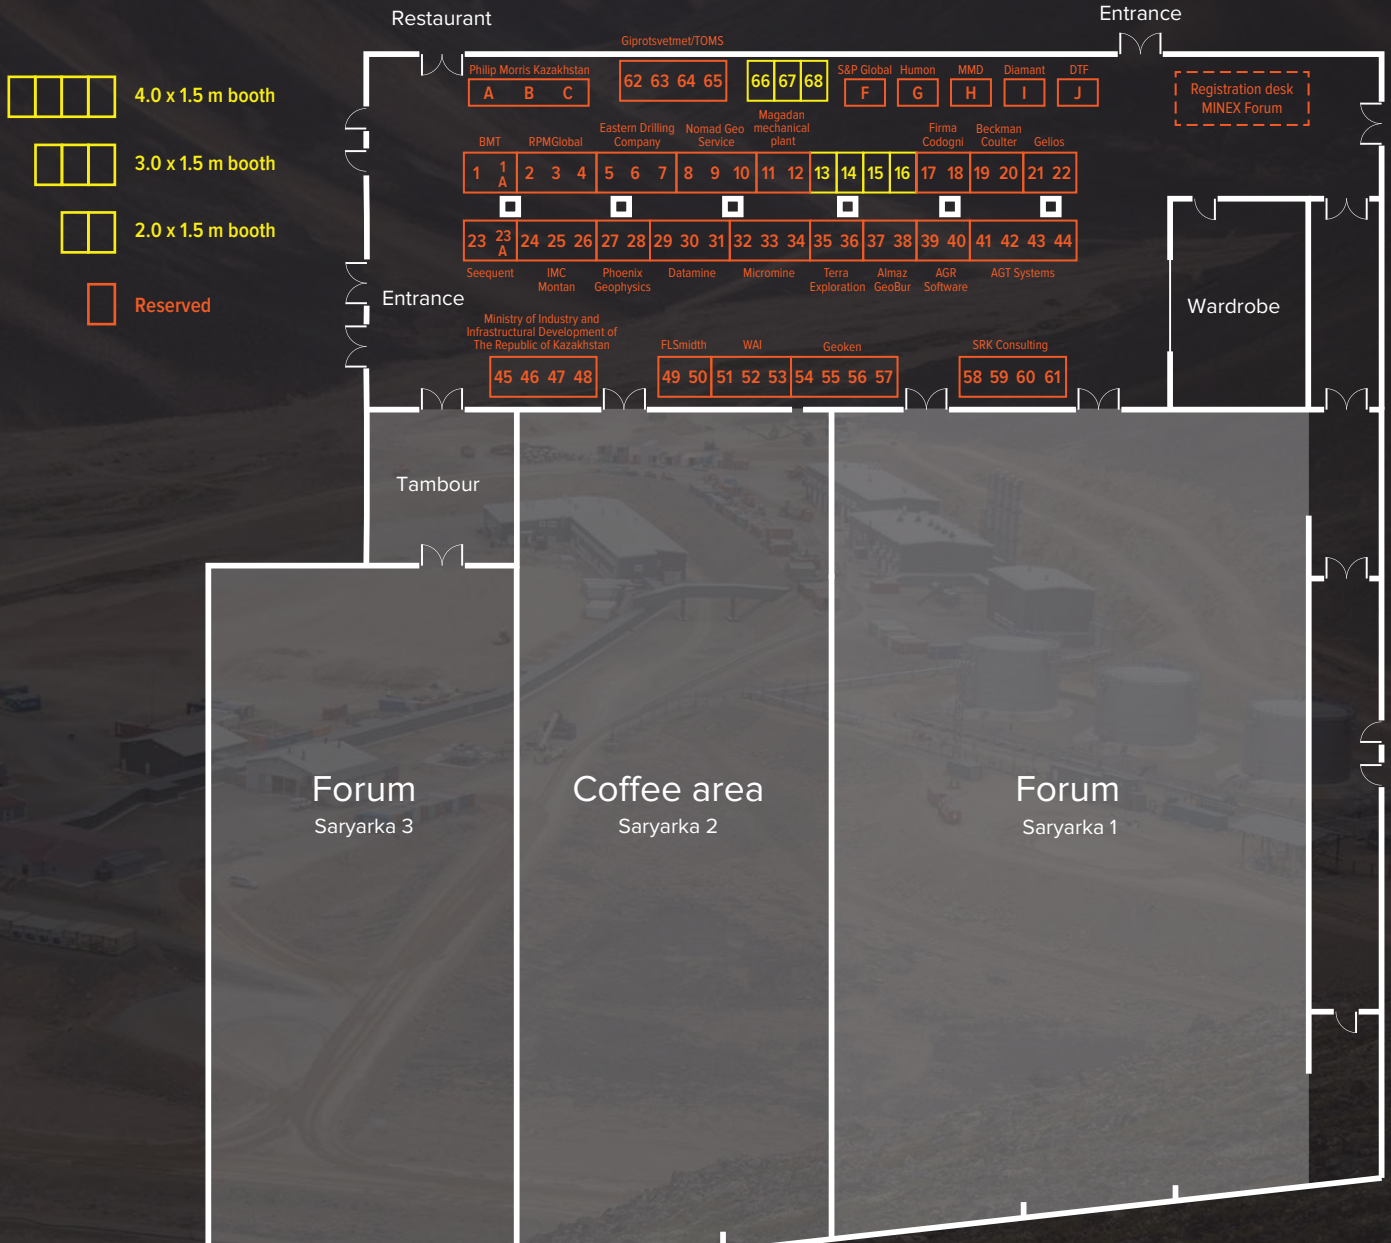 Restaurant
Entrance
Giprotsvetmet/TOMS
Philip Morris Kazakhstan
S&P Global Humon MMD Diamant DTF
A B C
62 63 64 65
66 67 68
F G H I J
Registration desk
MINEX Forum
4.0 x 1.5 m booth
3.0 x 1.5 m booth
2.0 x 1.5 m booth
Reserved
BMT
RPMGlobal
Eastern Drilling
Company
Nomad Geo
Service
Magadan
mechanical
plant
Firma
Codogni
Beckman
Coulter
Gelios
1 1 A 2 3 4 5 6 7 8 9 10 11 12 13 14 15 16 17 18 19 20 21 22
23 23 A 24 25 26 27 28 29 30 31 32 33 34 35 36 37 38 39 40 41 42 43 44
Seequent
IMC
Montan
Phoenix
Geophysics
Datamine
Micromine
Terra
Exploration
Almaz
GeoBur
AGR
Software
AGT Systems
Entrance
Wardrobe
Ministry of Industry and
Infrastructural Development of
The Republic of Kazakhstan
FLSmidth
WAI
Geoken
SRK Consulting
45 46 47 48
49 50 51 52 53 54 55 56 57
58 59 60 61
Tambour
Forum
Saryarka 3
Coffee area
Saryarka 2
Forum
Saryarka 1